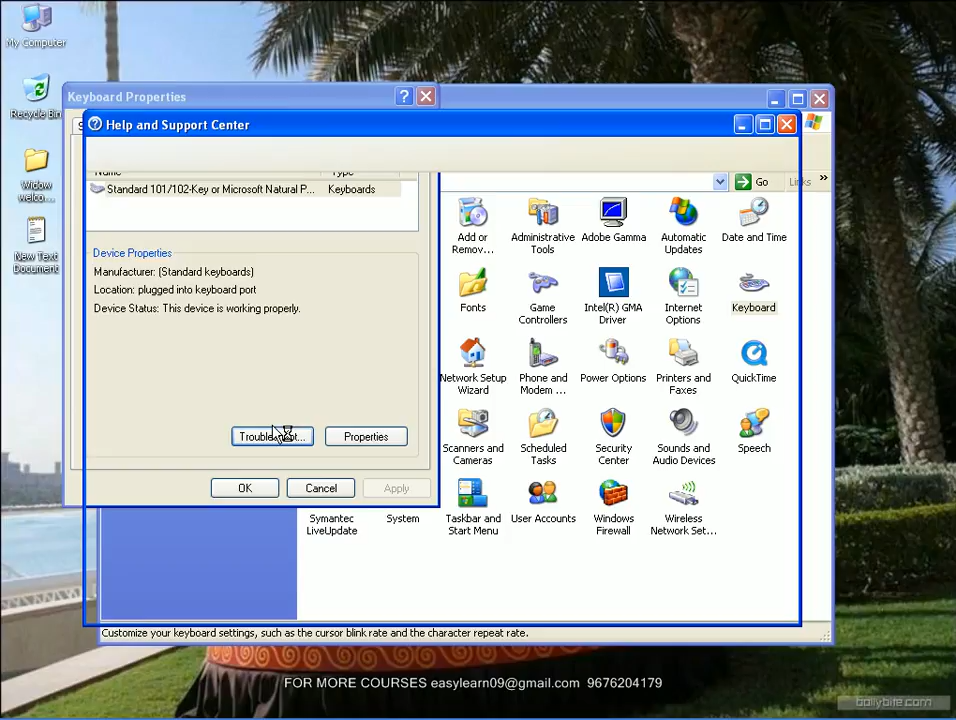 My Computer
Recycle Bin
Widow
welco...
New Text
Document
Keyboard Properties
?
Help and Support Center
Name
Type
Standard 101/102-Key or Microsoft Natural P...
Keyboards
Go
Links
»
Device Properties
Manufacturer: (Standard keyboards)
Location: plugged into keyboard port
Device Status: This device is working properly.
Properties
OK
Cancel
Apply
Add or
Remov...
Administrative
Tools
Adobe Gamma
Automatic
Updates
Date and Time
Fonts
Game
Controllers
Intel(R) GMA
Driver
Internet
Options
Keyboard
Network Setup
Wizard
Phone and
Modem ...
Power Options
Printers and
Faxes
QuickTime
Scanners and
Cameras
Scheduled
Tasks
Security
Center
Sounds and
Audio Devices
Speech
Symantec
LiveUpdate
System
Taskbar and
Start Menu
User Accounts
Windows
Firewall
Wireless
Network Set...
Customize your keyboard settings, such as the cursor blink rate and the character repeat rate.
FOR MORE COURSES easylearn09@gmail.com 9676204179
bollybite.com